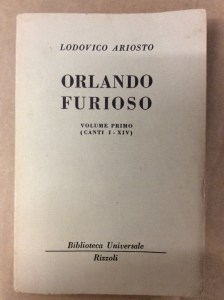 LODOVICO ARIOSTO
ORLANDO
FURIOSO
VOLUME PRIMO
(CANTI I - XIV)
Biblioteca Universale
Rizzoli